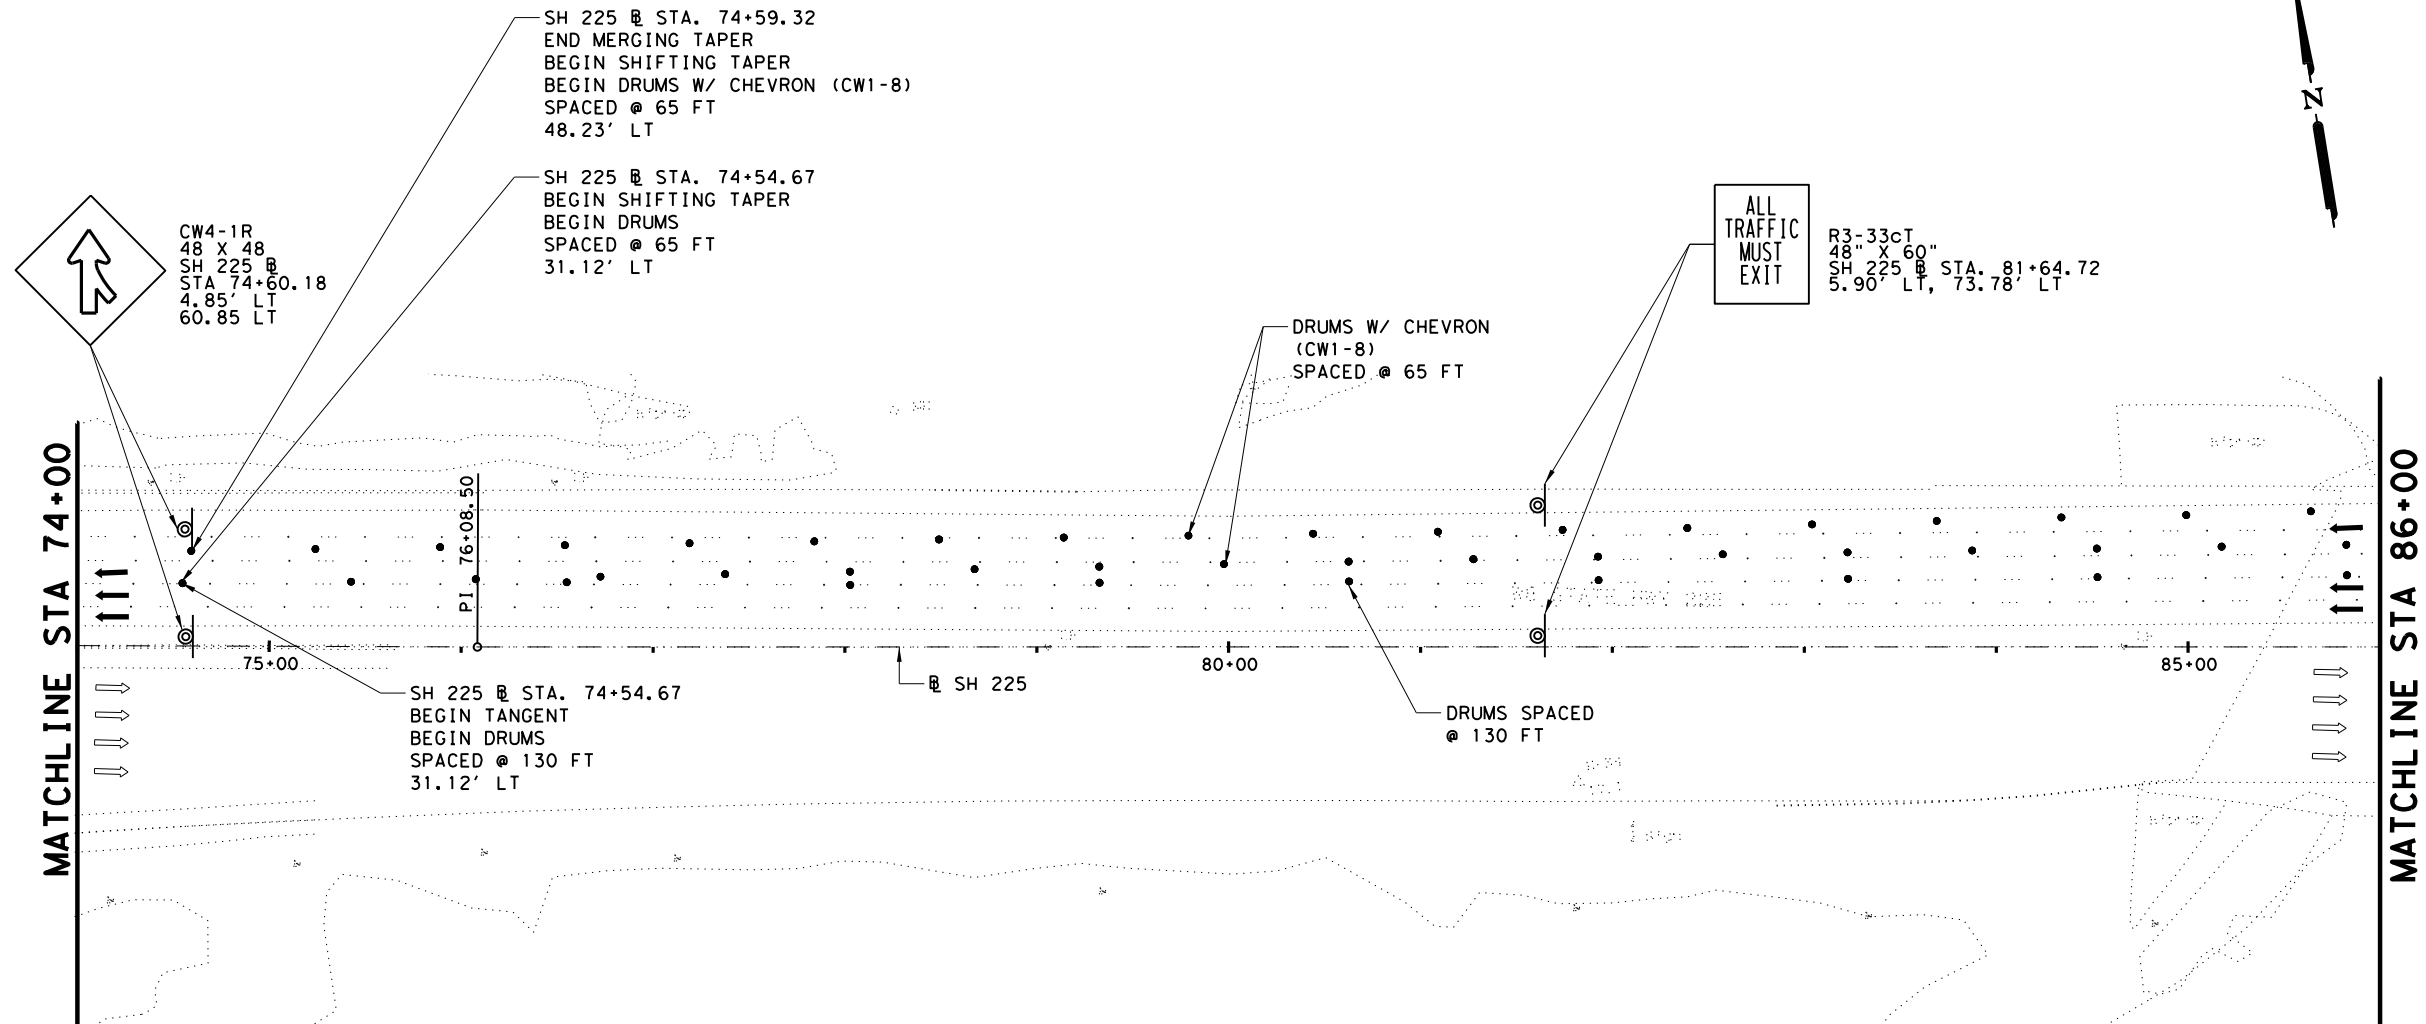 SH 225 ℄ STA. 74+59.32
END MERGING TAPER
BEGIN SHIFTING TAPER
BEGIN DRUMS W/ CHEVRON (CW1-8)
SPACED @ 65 FT
48.23' LT
SH 225 ℄ STA. 74+54.67
BEGIN SHIFTING TAPER
BEGIN DRUMS
SPACED @ 65 FT
31.12' LT
CW4-1R
48 X 48
SH 225 ℄
STA 74+60.18
4.85' LT
60.85 LT
ALL
TRAFFIC
MUST
EXIT
R3-33cT
48" X 60"
SH 225 ℄ STA. 81+64.72
5.90' LT, 73.78' LT
N
DRUMS W/ CHEVRON
(CW1-8)
SPACED @ 65 FT
MATCHLINE STA 74+00
PI 76+08.50
MATCHLINE STA 86+00
75+00
80+00
85+00
SH 225 ℄ STA. 74+54.67
BEGIN TANGENT
BEGIN DRUMS
SPACED @ 130 FT
31.12' LT
℄ SH 225
DRUMS SPACED
@ 130 FT